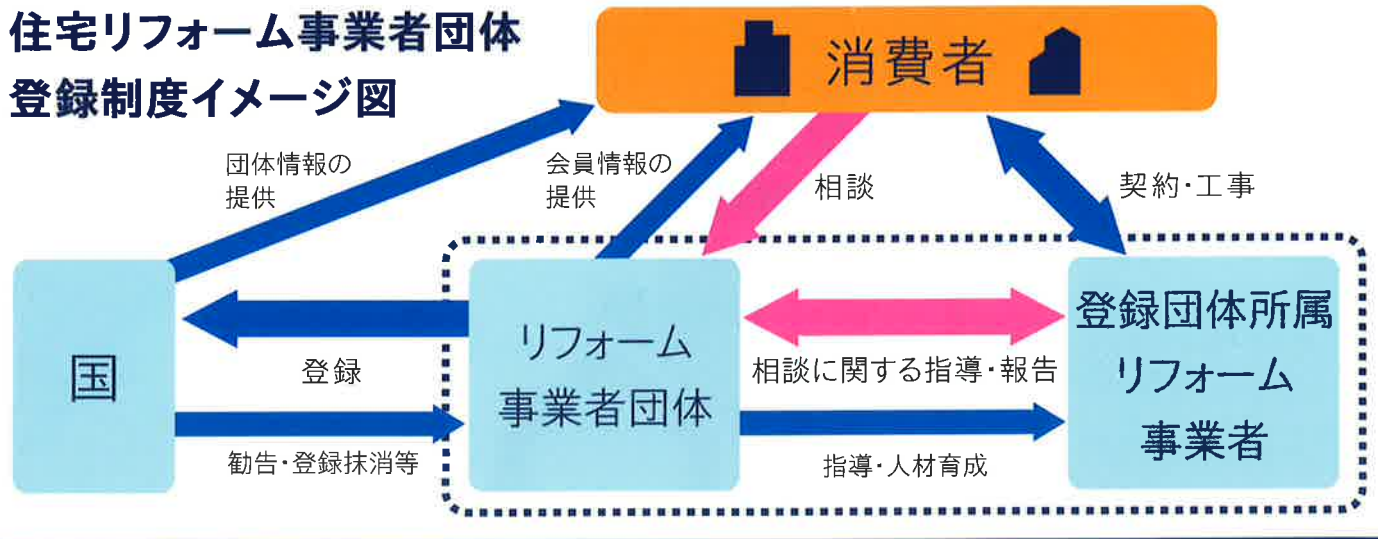 住宅リフォーム事業者団体
登録制度イメージ図
消費者
団体情報の
提供
会員情報の
提供
相談
契約・工事
国
登録
勧告・登録抹消等
リフォーム
事業者団体
相談に関する指導・報告
指導・人材育成
登録団体所属
リフォーム
事業者